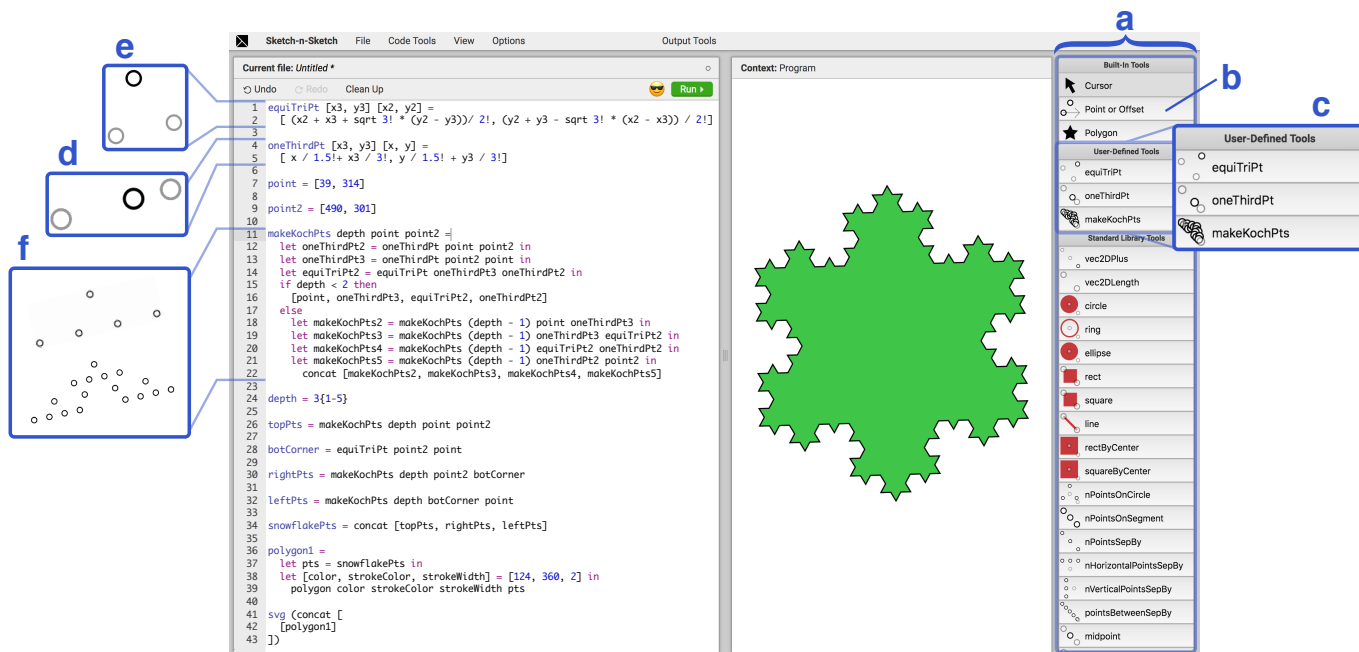 a
e
b
c
d
f
Sketch-n-Sketch File Code Tools View Options Output Tools
Current file: Untitled *
Undo Redo Clean Up Run
1 equiTriPt [x3, y3] [x2, y2] =
2 [ (x2 + x3 + sqrt 3! * (y2 - y3))/ 2!, (y2 + y3 - sqrt 3! * (x2 - x3)) / 2!]
3
4 oneThirdPt [x3, y3] [x, y] =
5 [ x / 1.5!+ x3 / 3!, y / 1.5! + y3 / 3!]
6
7 point = [39, 314]
8
9 point2 = [490, 301]
10
11 makeKochPts depth point point2 =
12 let oneThirdPt2 = oneThirdPt point point2 in
13 let oneThirdPt3 = oneThirdPt point2 point in
14 let equiTriPt2 = equiTriPt oneThirdPt3 oneThirdPt2 in
15 if depth < 2 then
16 [point, oneThirdPt3, equiTriPt2, oneThirdPt2]
17 else
18 let makeKochPts2 = makeKochPts (depth - 1) point oneThirdPt3 in
19 let makeKochPts3 = makeKochPts (depth - 1) oneThirdPt3 equiTriPt2 in
20 let makeKochPts4 = makeKochPts (depth - 1) equiTriPt2 oneThirdPt2 in
21 let makeKochPts5 = makeKochPts (depth - 1) oneThirdPt2 point2 in
22 concat [makeKochPts2, makeKochPts3, makeKochPts4, makeKochPts5]
23
24 depth = 3{1-5}
25
26 topPts = makeKochPts depth point point2
27
28 botCorner = equiTriPt point2 point
29
30 rightPts = makeKochPts depth point2 botCorner
31
32 leftPts = makeKochPts depth botCorner point
33
34 snowflakePts = concat [topPts, rightPts, leftPts]
35
36 polygon1 =
37 let pts = snowflakePts in
38 let [color, strokeColor, strokeWidth] = [124, 360, 2] in
39 polygon color strokeColor strokeWidth pts
40
41 svg (concat [
42 [polygon1]
43 ])
Context: Program
Built-In Tools
Cursor
Point or Offset
Polygon
User-Defined Tools
equiTriPt
oneThirdPt
makeKochPts
Standard Library Tools
vec2DPlus
vec2DLength
circle
ring
ellipse
rect
square
line
rectByCenter
squareByCenter
nPointsOnCircle
nPointsOnSegment
nPointsSepBy
nHorizontalPointsSepBy
nVerticalPointsSepBy
pointsBetweenSepBy
midpoint
User-Defined Tools
equiTriPt
oneThirdPt
makeKochPts